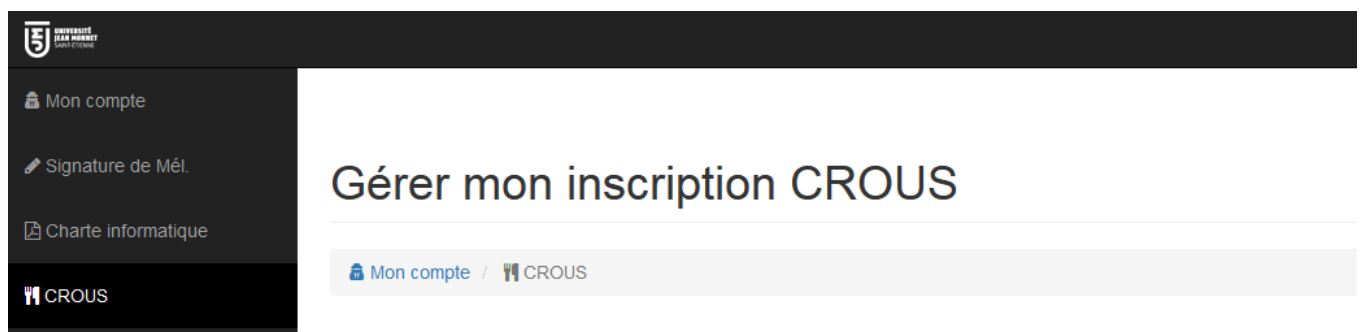 UNIVERSITÉ
JEAN MONNET
SAINT-ÉTIENNE
Mon compte
Signature de Mél.
Charte informatique
CROUS
Gérer mon inscription CROUS
Mon compte / CROUS